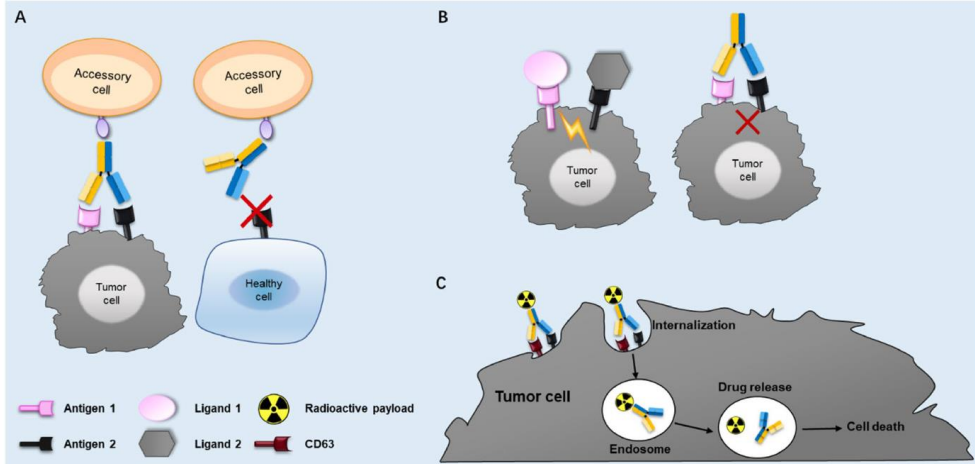 A
Accessory
cell
Accessory
cell
Tumor
cell
Healthy
cell
B
Tumor
cell
Tumor
cell
C
Internalization
Tumor cell
Drug release
Endosome
Cell death
Antigen 1
Ligand 1
Radioactive payload
Antigen 2
Ligand 2
CD63